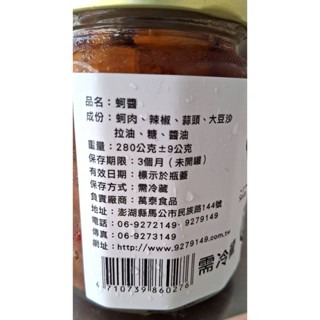 品名：蚵醬
成份：蚵肉、辣椒、蒜頭、大豆沙
拉油、糖、醬油
重量：280公克±9公克
保存期限：3個月（未開罐）
有效日期：標示於瓶蓋
保存方式：需冷藏
負責廠商：萬泰食品
地址：澎湖縣馬公市民族路144號
電話：06-9272149、9279149
傳真：06-9273149
網址：http://www.9279149.com.tw
需冷藏
4710739860276